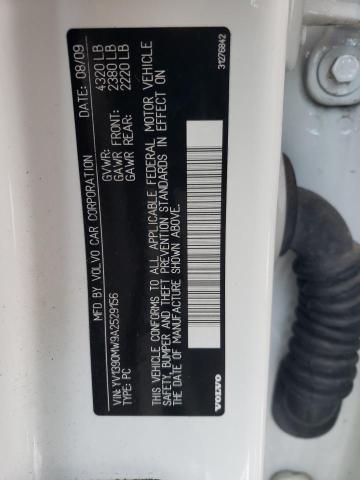 MFD BY VOLVO CAR CORPORATION DATE: 08/09
GVWR: 4320 LB
GAWR FRONT: 2380 LB
GAWR REAR: 2220 LB
THIS VEHICLE CONFORMS TO ALL APPLICABLE FEDERAL MOTOR VEHICLE
SAFETY, BUMPER AND THEFT PREVENTION STANDARDS IN EFFECT ON
THE DATE OF MANUFACTURE SHOWN ABOVE.
VIN: YV1390MW9A2529156
TYPE: PC
VOLVO
31276842